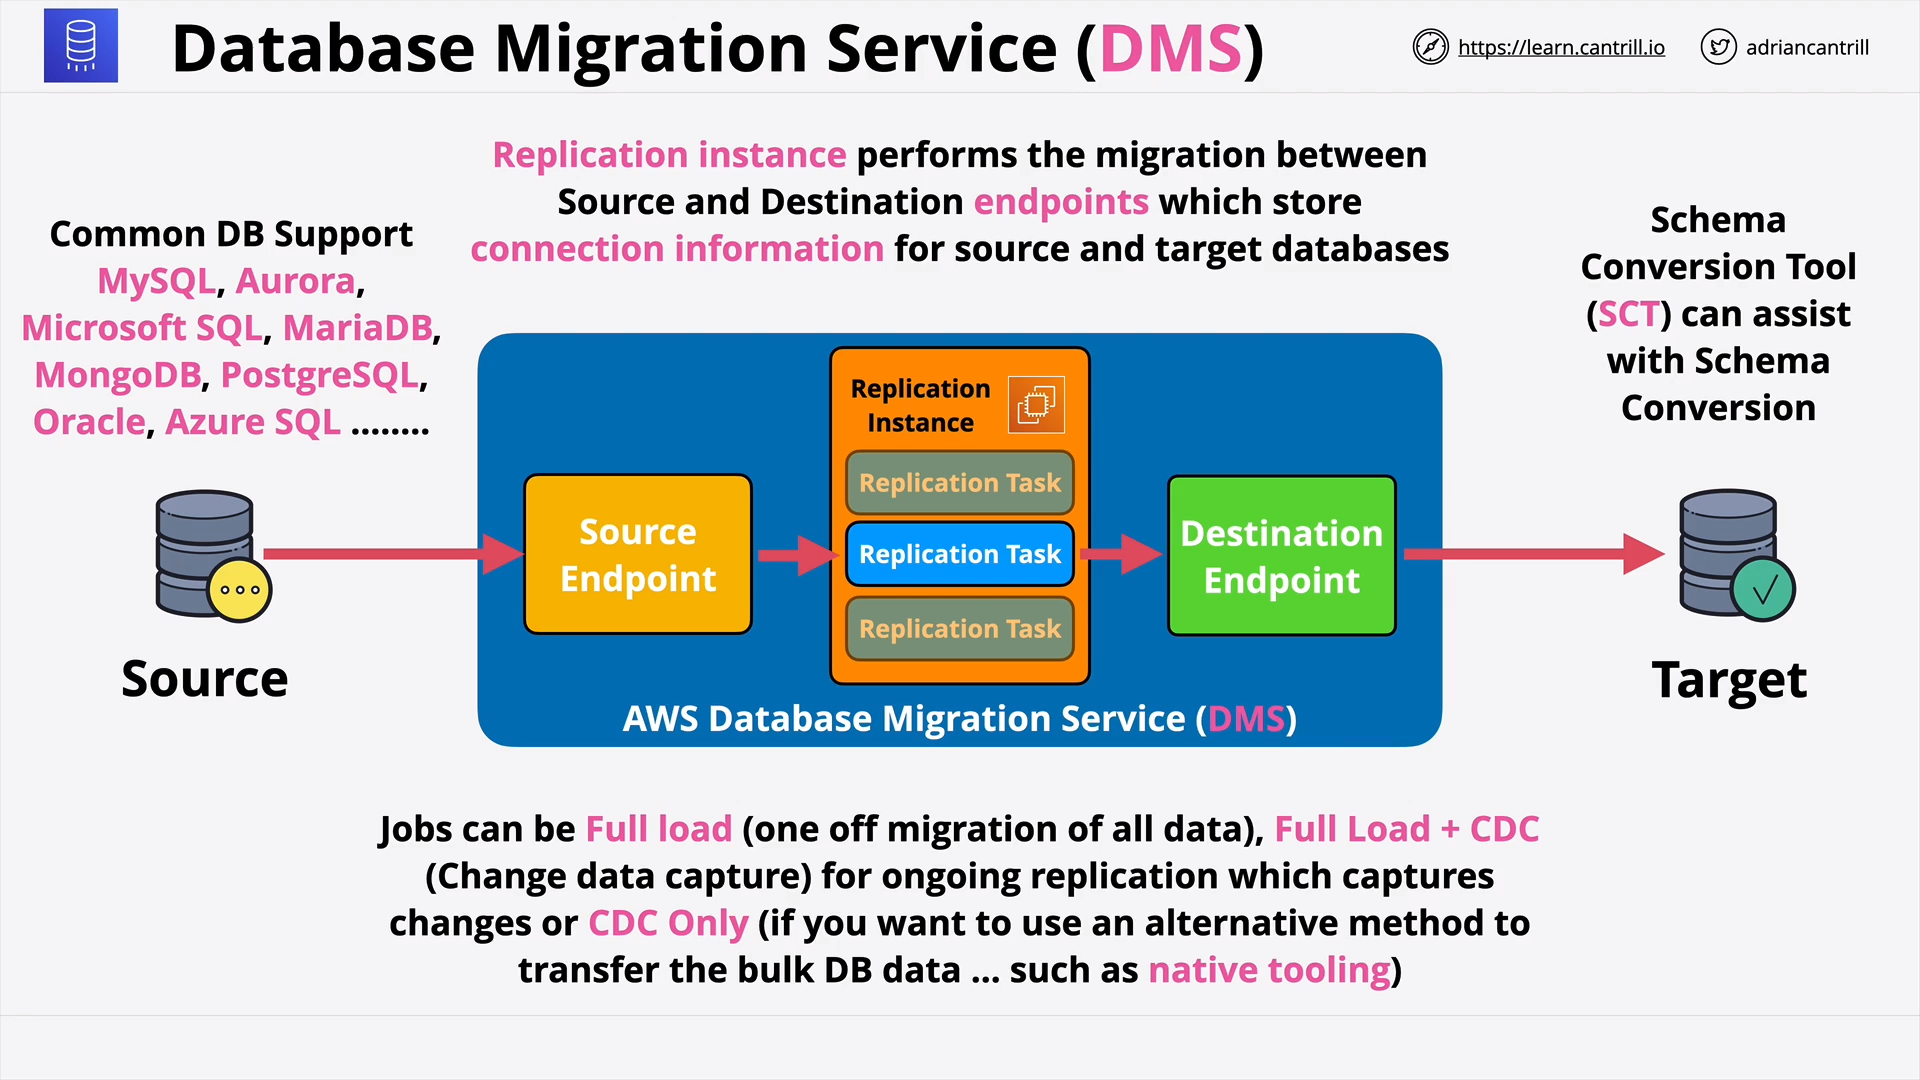 Database Migration Service (DMS)
https://learn.cantrill.io
adriancantrill
Replication instance performs the migration between
Source and Destination endpoints which store
connection information for source and target databases
Common DB Support
MySQL, Aurora,
Microsoft SQL, MariaDB,
MongoDB, PostgreSQL,
Oracle, Azure SQL ........
Schema
Conversion Tool
(SCT) can assist
with Schema
Conversion
Replication
Instance
Replication Task
Replication Task
Replication Task
Source
Endpoint
Destination
Endpoint
Source
Target
AWS Database Migration Service (DMS)
Jobs can be Full load (one off migration of all data), Full Load + CDC
(Change data capture) for ongoing replication which captures
changes or CDC Only (if you want to use an alternative method to
transfer the bulk DB data ... such as native tooling)